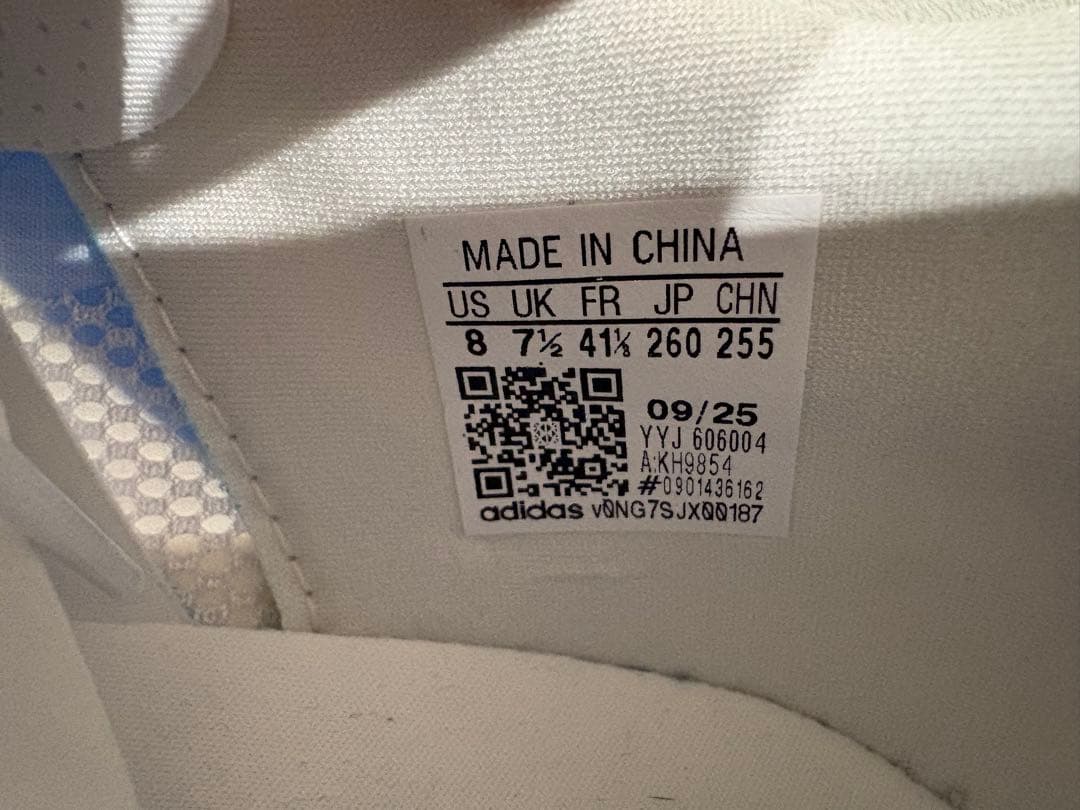 MADE IN CHINA
US UK FR JP CHN
8 7½ 41⅓ 260 255
09/25
YYJ 606004
A:KH9854
#0901436162
adidas v0NG7SJX00187